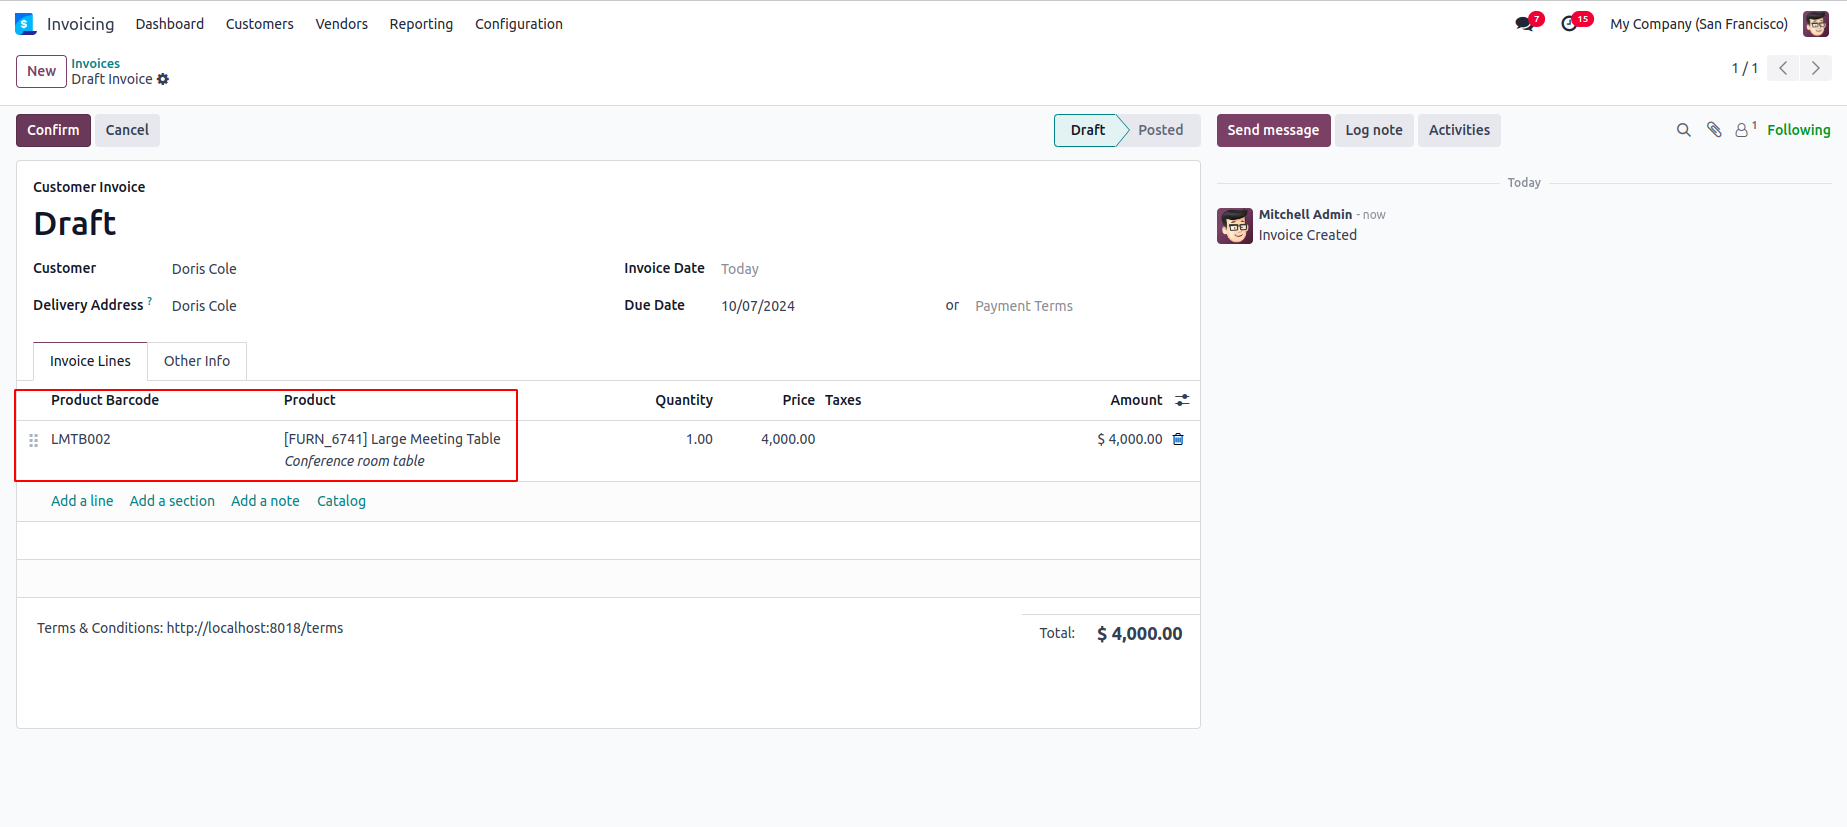 Invoicing Dashboard Customers Vendors Reporting Configuration 7 15 My Company (San Francisco)
New Invoices
Draft Invoice
1 / 1
Confirm Cancel Draft Posted Send message Log note Activities 1 Following
Customer Invoice
Draft
Customer Doris Cole Invoice Date Today
Delivery Address ? Doris Cole Due Date 10/07/2024 or Payment Terms
Invoice Lines Other Info
Product Barcode Product Quantity Price Taxes Amount
LMTB002 [FURN_6741] Large Meeting Table 1.00 4,000.00 $ 4,000.00
Conference room table
Add a line Add a section Add a note Catalog
Terms & Conditions: http://localhost:8018/terms
Total: $ 4,000.00
Today
Mitchell Admin - now
Invoice Created